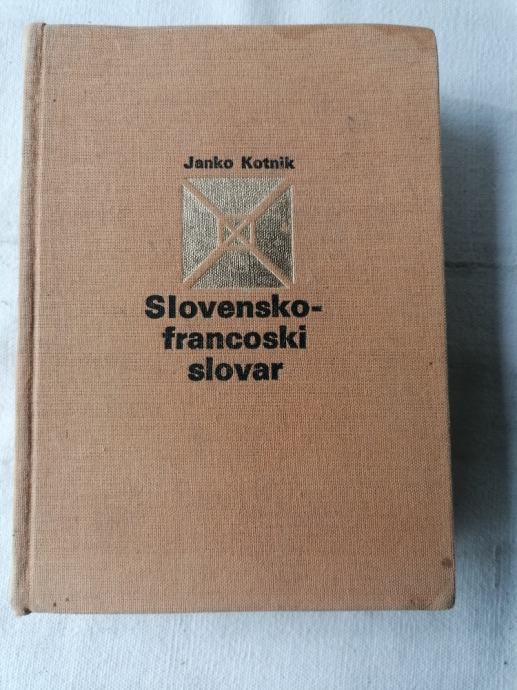 Janko Kotnik
Slovensko-
francoski
slovar